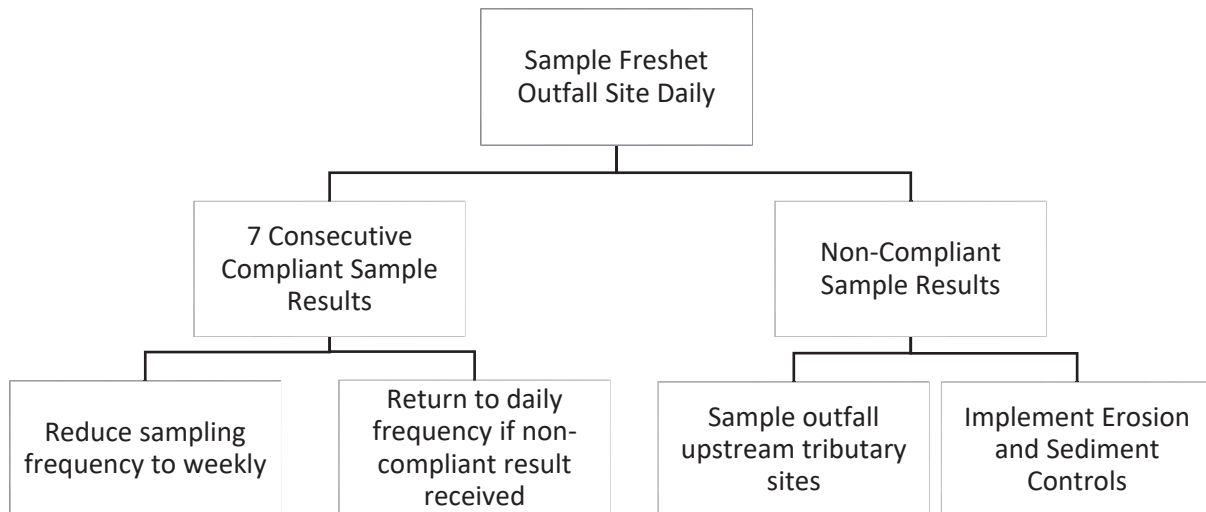 Sample Freshet
Outfall Site Daily
7 Consecutive
Compliant Sample
Results
Non-Compliant
Sample Results
Reduce sampling
frequency to weekly
Return to daily
frequency if non-
compliant result
received
Sample outfall
upstream tributary
sites
Implement Erosion
and Sediment
Controls